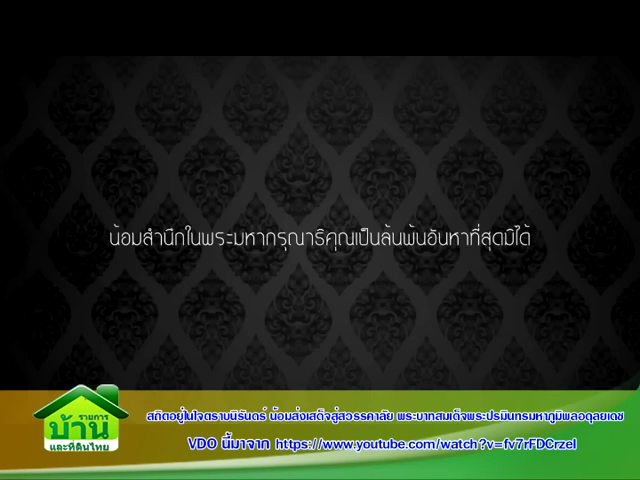 น้อมสำนึกในพระมหากรุณาธิคุณเป็นล้นพ้นอันหาที่สุดมิได้
รายการ
บ้าน
และที่ดินไทย
สถิตอยู่ในใจตราบนิรันดร์ น้อมส่งเสด็จสู่สวรรคาลัย พระบาทสมเด็จพระปรมินทรมหาภูมิพลอดุลยเดช
VDO นี้มาจาก https://www.youtube.com/watch?v=fv7rFDCrzeI